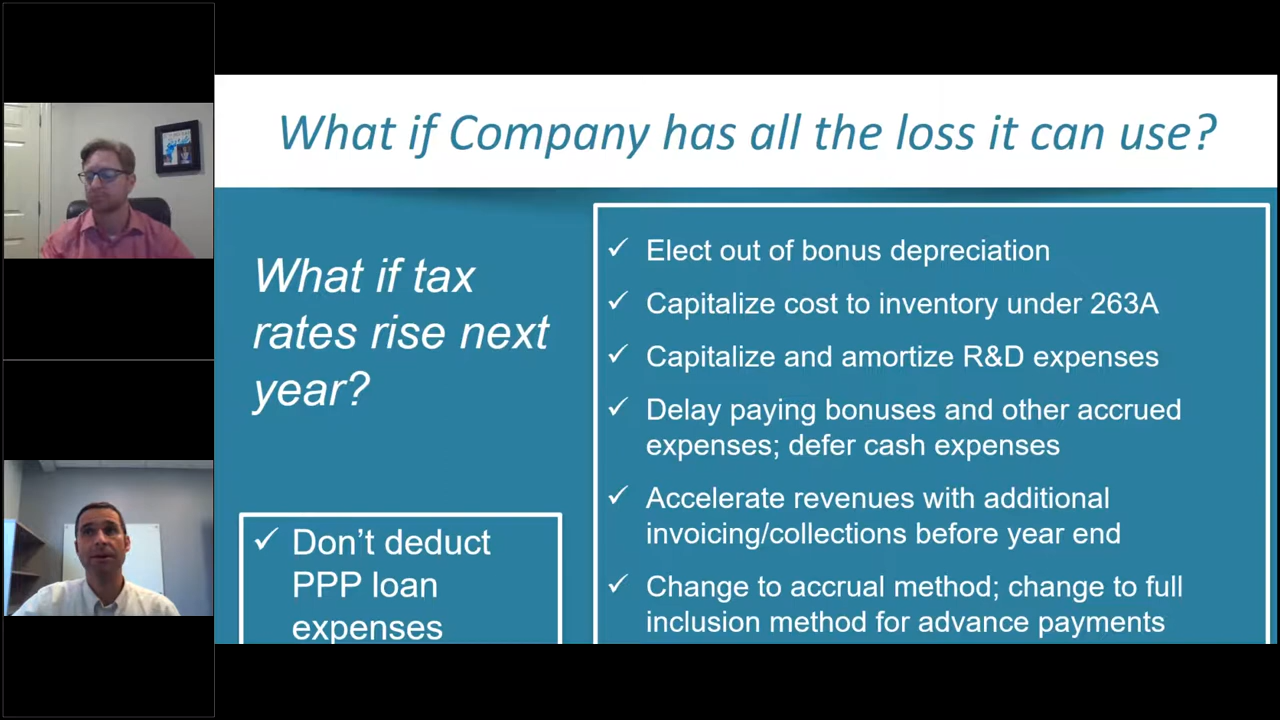 What if Company has all the loss it can use?
What if tax
rates rise next
year?
✓ Don’t deduct
PPP loan
expenses
✓ Elect out of bonus depreciation
✓ Capitalize cost to inventory under 263A
✓ Capitalize and amortize R&D expenses
✓ Delay paying bonuses and other accrued
expenses; defer cash expenses
✓ Accelerate revenues with additional
invoicing/collections before year end
✓ Change to accrual method; change to full
inclusion method for advance payments